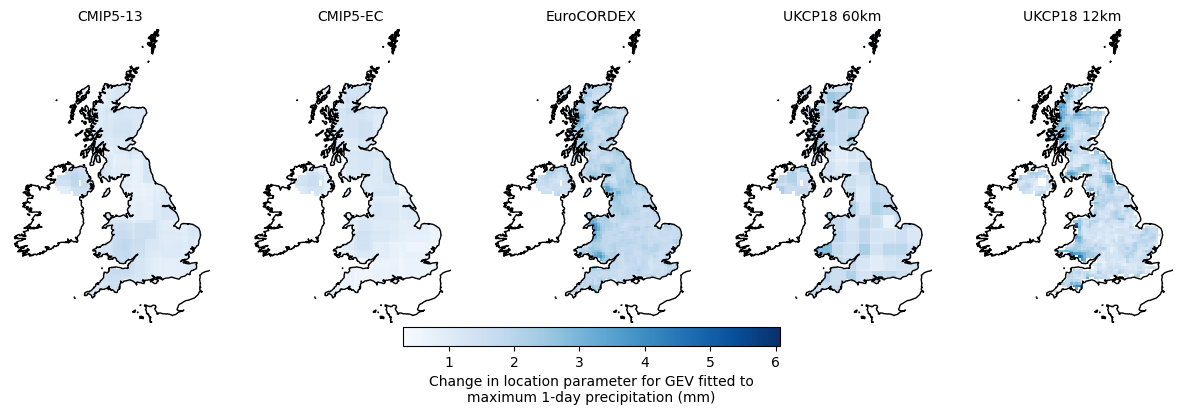 CMIP5-13
CMIP5-EC
EuroCORDEX
UKCP18 60km
UKCP18 12km
1
2
3
4
5
6
Change in location parameter for GEV fitted to
maximum 1-day precipitation (mm)